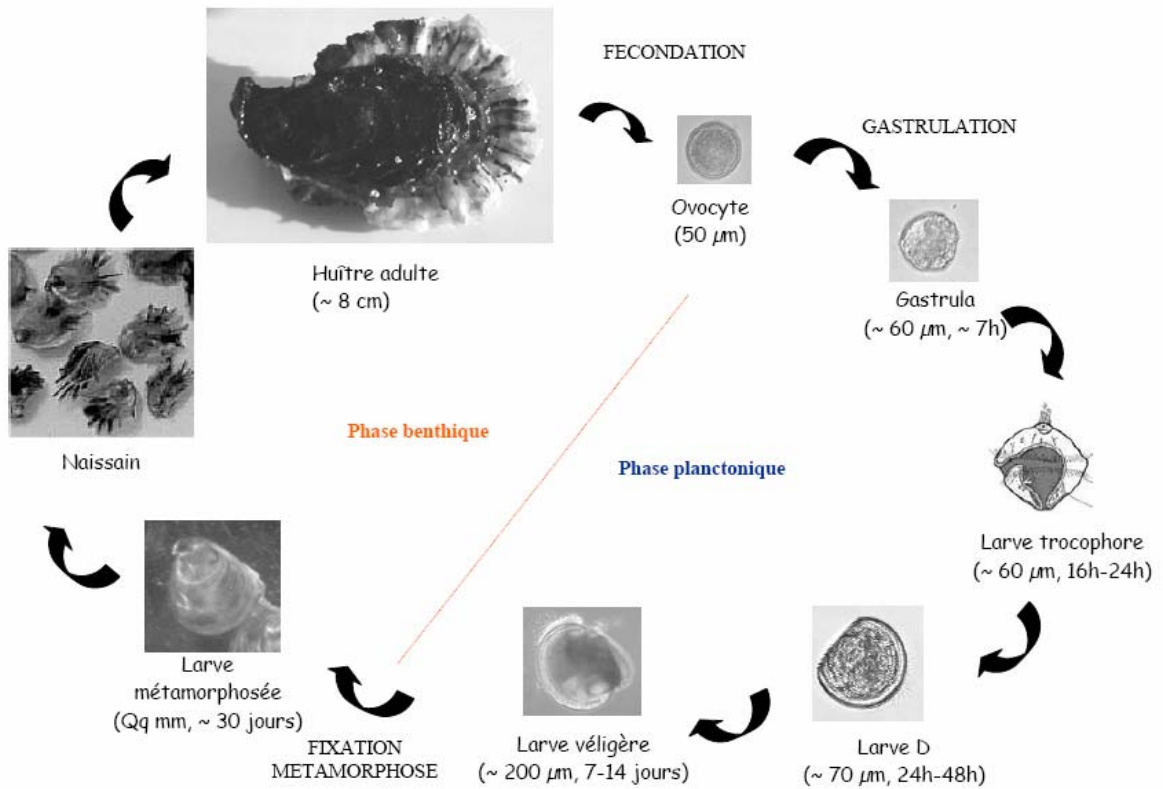 FECONDATION
GASTRULATION
Ovocyte
(50 µm)
Huître adulte
(~ 8 cm)
Gastrula
(~ 60 µm, ~ 7h)
Phase benthique
Naissain
Phase planctonique
Larve trocophore
(~ 60 µm, 16h-24h)
Larve
métamorphosée
(Qq mm, ~ 30 jours)
FIXATION
METAMORPHOSE
Larve véligère
(~ 200 µm, 7-14 jours)
Larve D
(~ 70 µm, 24h-48h)